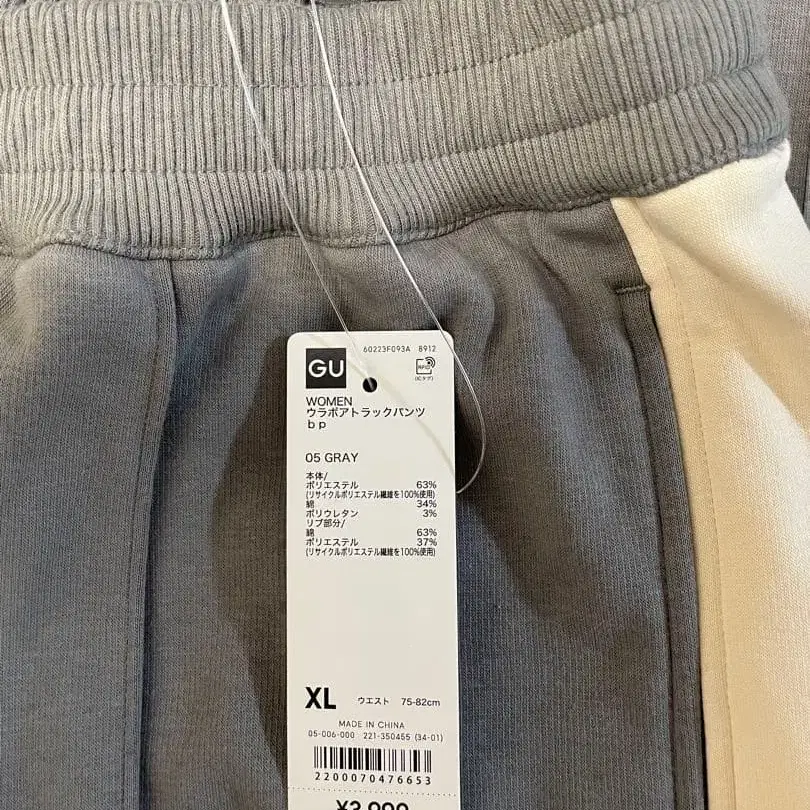 60223F093A 8912
GU
RFID
(ICタグ)
WOMEN
ウラボアトラックパンツ
bp
05 GRAY
本体/
ポリエステル 63%
(リサイクルポリエステル繊維を100%使用)
綿 34%
ポリウレタン 3%
リブ部分/
綿 63%
ポリエステル 37%
(リサイクルポリエステル繊維を100%使用)
XL ウエスト 75-82cm
MADE IN CHINA
05-006-000 221-350455 (34-01)
2200070476653